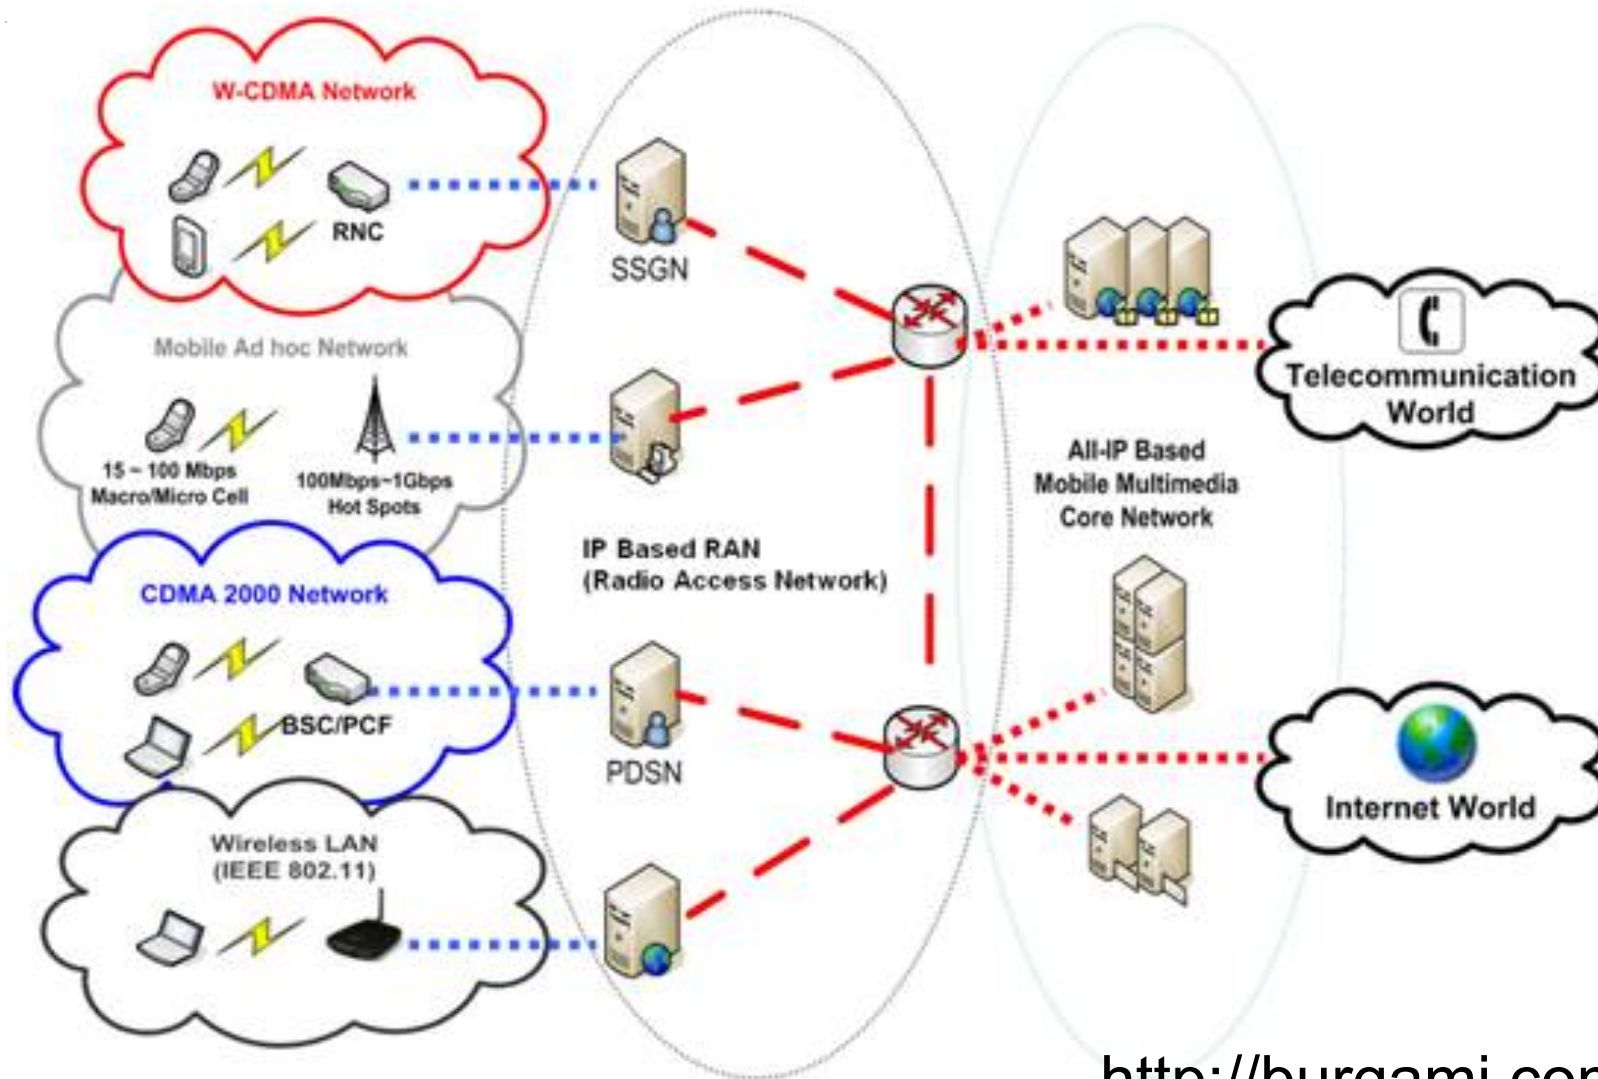 W-CDMA Network
RNC
SSGN
Mobile Ad hoc Network
15 ~ 100 Mbps
Macro/Micro Cell
100Mbps~1Gbps
Hot Spots
IP Based RAN
(Radio Access Network)
CDMA 2000 Network
BSC/PCF
PDSN
Wireless LAN
(IEEE 802.11)
All-IP Based
Mobile Multimedia
Core Network
Telecommunication
World
Internet World